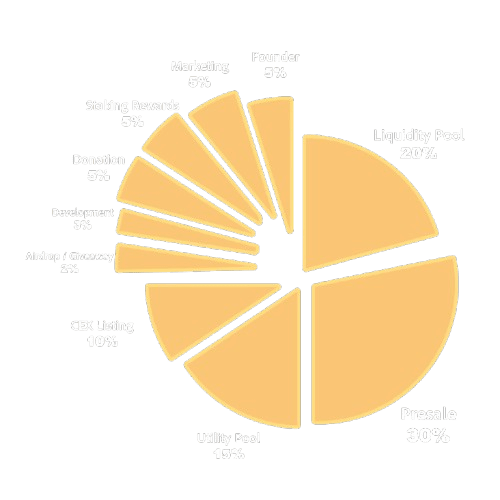 Founder
5%
Marketing
5%
Liquidity Pool
20%
Staking Rewards
5%
Donation
5%
Development
3%
Airdrop / Giveaway
2%
CEX Listing
10%
Presale
30%
Utility Pool
15%